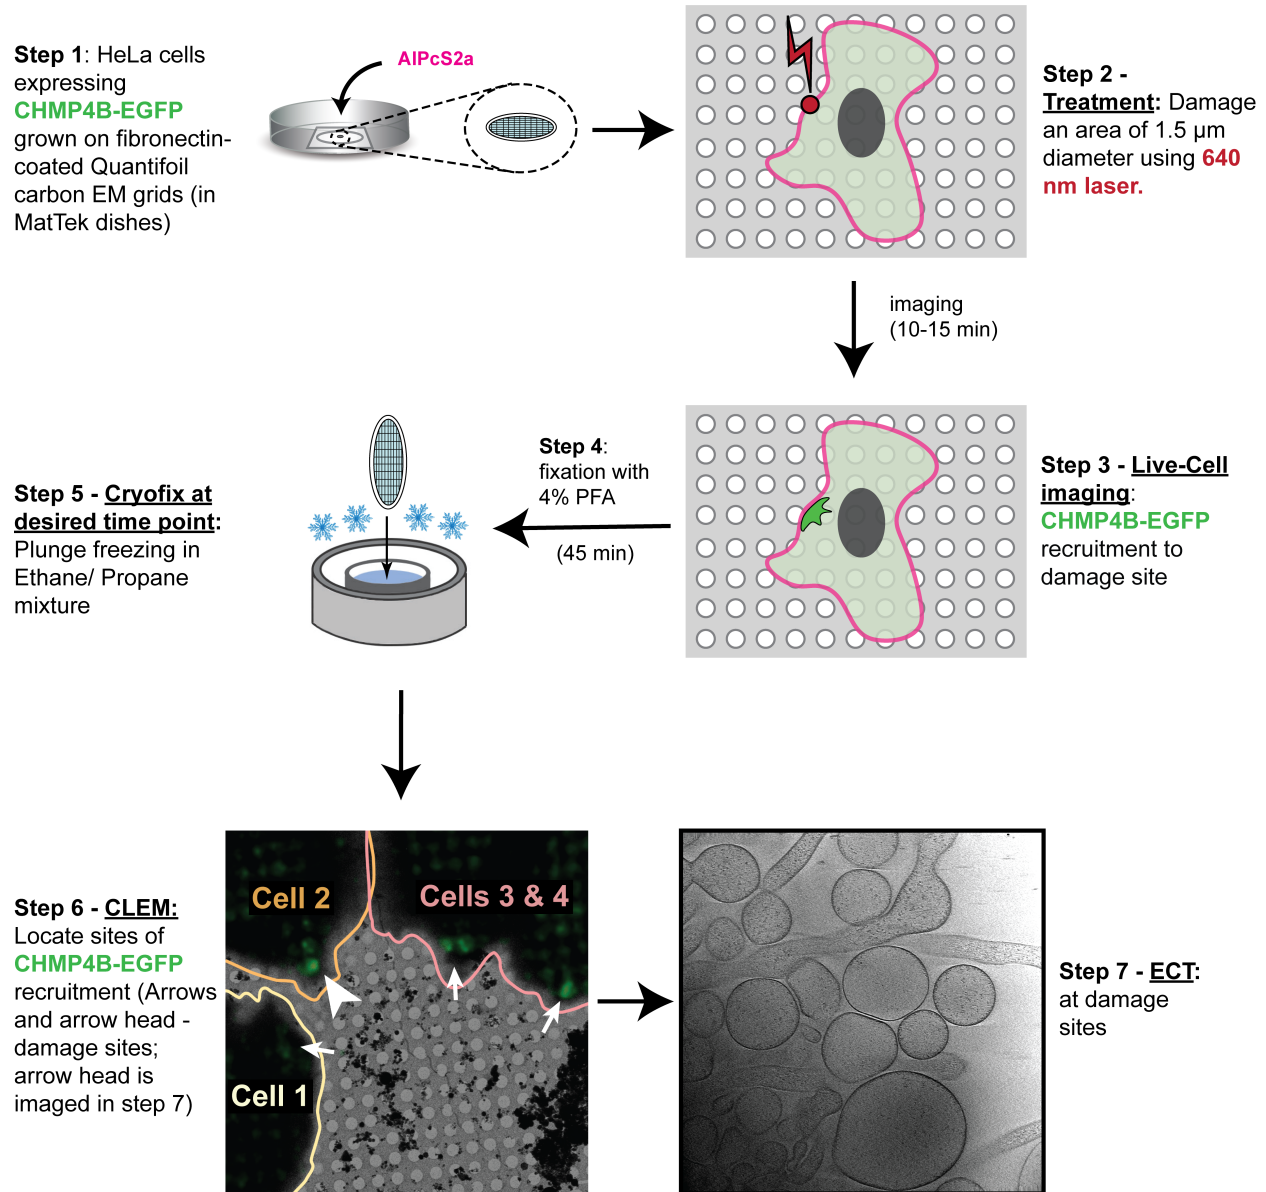 Step 1: HeLa cells
expressing
CHMP4B-EGFP
grown on fibronectin-
coated Quantifoil
carbon EM grids (in
MatTek dishes)
AlPcS2a
Step 2 -
Treatment: Damage
an area of 1.5 µm
diameter using 640
nm laser.
imaging
(10-15 min)
Step 3 - Live-Cell
imaging:
CHMP4B-EGFP
recruitment to
damage site
Step 4:
fixation with
4% PFA
(45 min)
Step 5 - Cryofix at
desired time point:
Plunge freezing in
Ethane/ Propane
mixture
Step 6 - CLEM:
Locate sites of
CHMP4B-EGFP
recruitment (Arrows
and arrow head -
damage sites;
arrow head is
imaged in step 7)
Cell 2
Cells 3 & 4
Cell 1
Step 7 - ECT:
at damage
sites